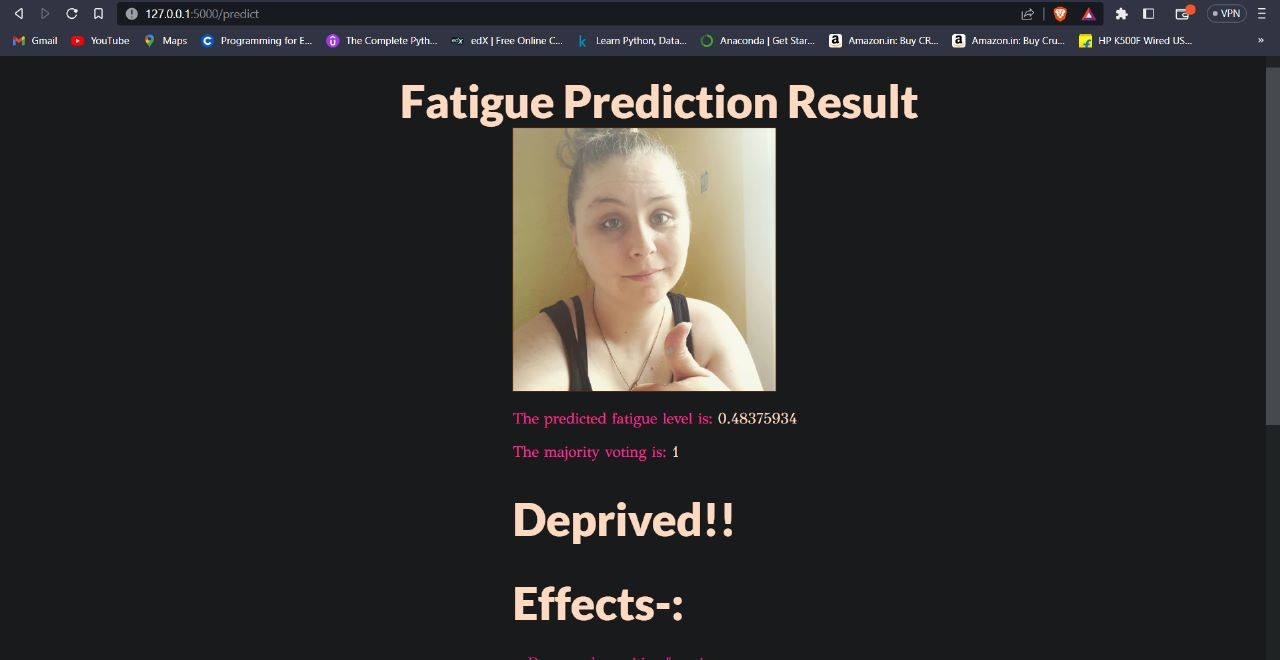 127.0.0.1:5000/predict
VPN
Gmail
YouTube
Maps
Programming for E...
The Complete Pyth...
edX | Free Online C...
Learn Python, Data...
Anaconda | Get Star...
Amazon.in: Buy CR...
Amazon.in: Buy Cru...
HP K500F Wired US...
»
Fatigue Prediction Result
The predicted fatigue level is: 0.48375934
The majority voting is: 1
Deprived!!
Effects-: